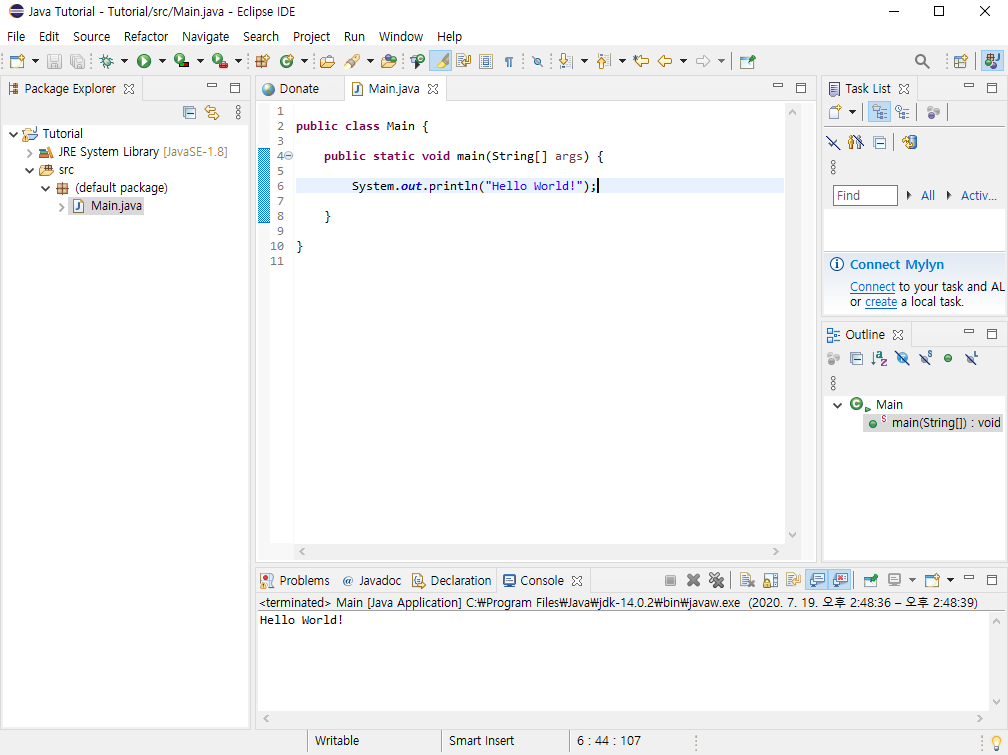 Java Tutorial - Tutorial/src/Main.java - Eclipse IDE
File Edit Source Refactor Navigate Search Project Run Window Help
Package Explorer
Tutorial
JRE System Library [JavaSE-1.8]
src
(default package)
Main.java
Donate Main.java
1
2 public class Main {
3
4 public static void main(String[] args) {
5
6 System.out.println("Hello World!");
7
8 }
9
10 }
11
Task List
Find All Activ...
Connect Mylyn
Connect to your task and AL
or create a local task.
Outline
Main
main(String[]) : void
Problems @ Javadoc Declaration Console
<terminated> Main [Java Application] C:₩Program Files₩Java₩jdk-14.0.2₩bin₩javaw.exe (2020. 7. 19. 오후 2:48:36 – 오후 2:48:39)
Hello World!
Writable Smart Insert 6 : 44 : 107